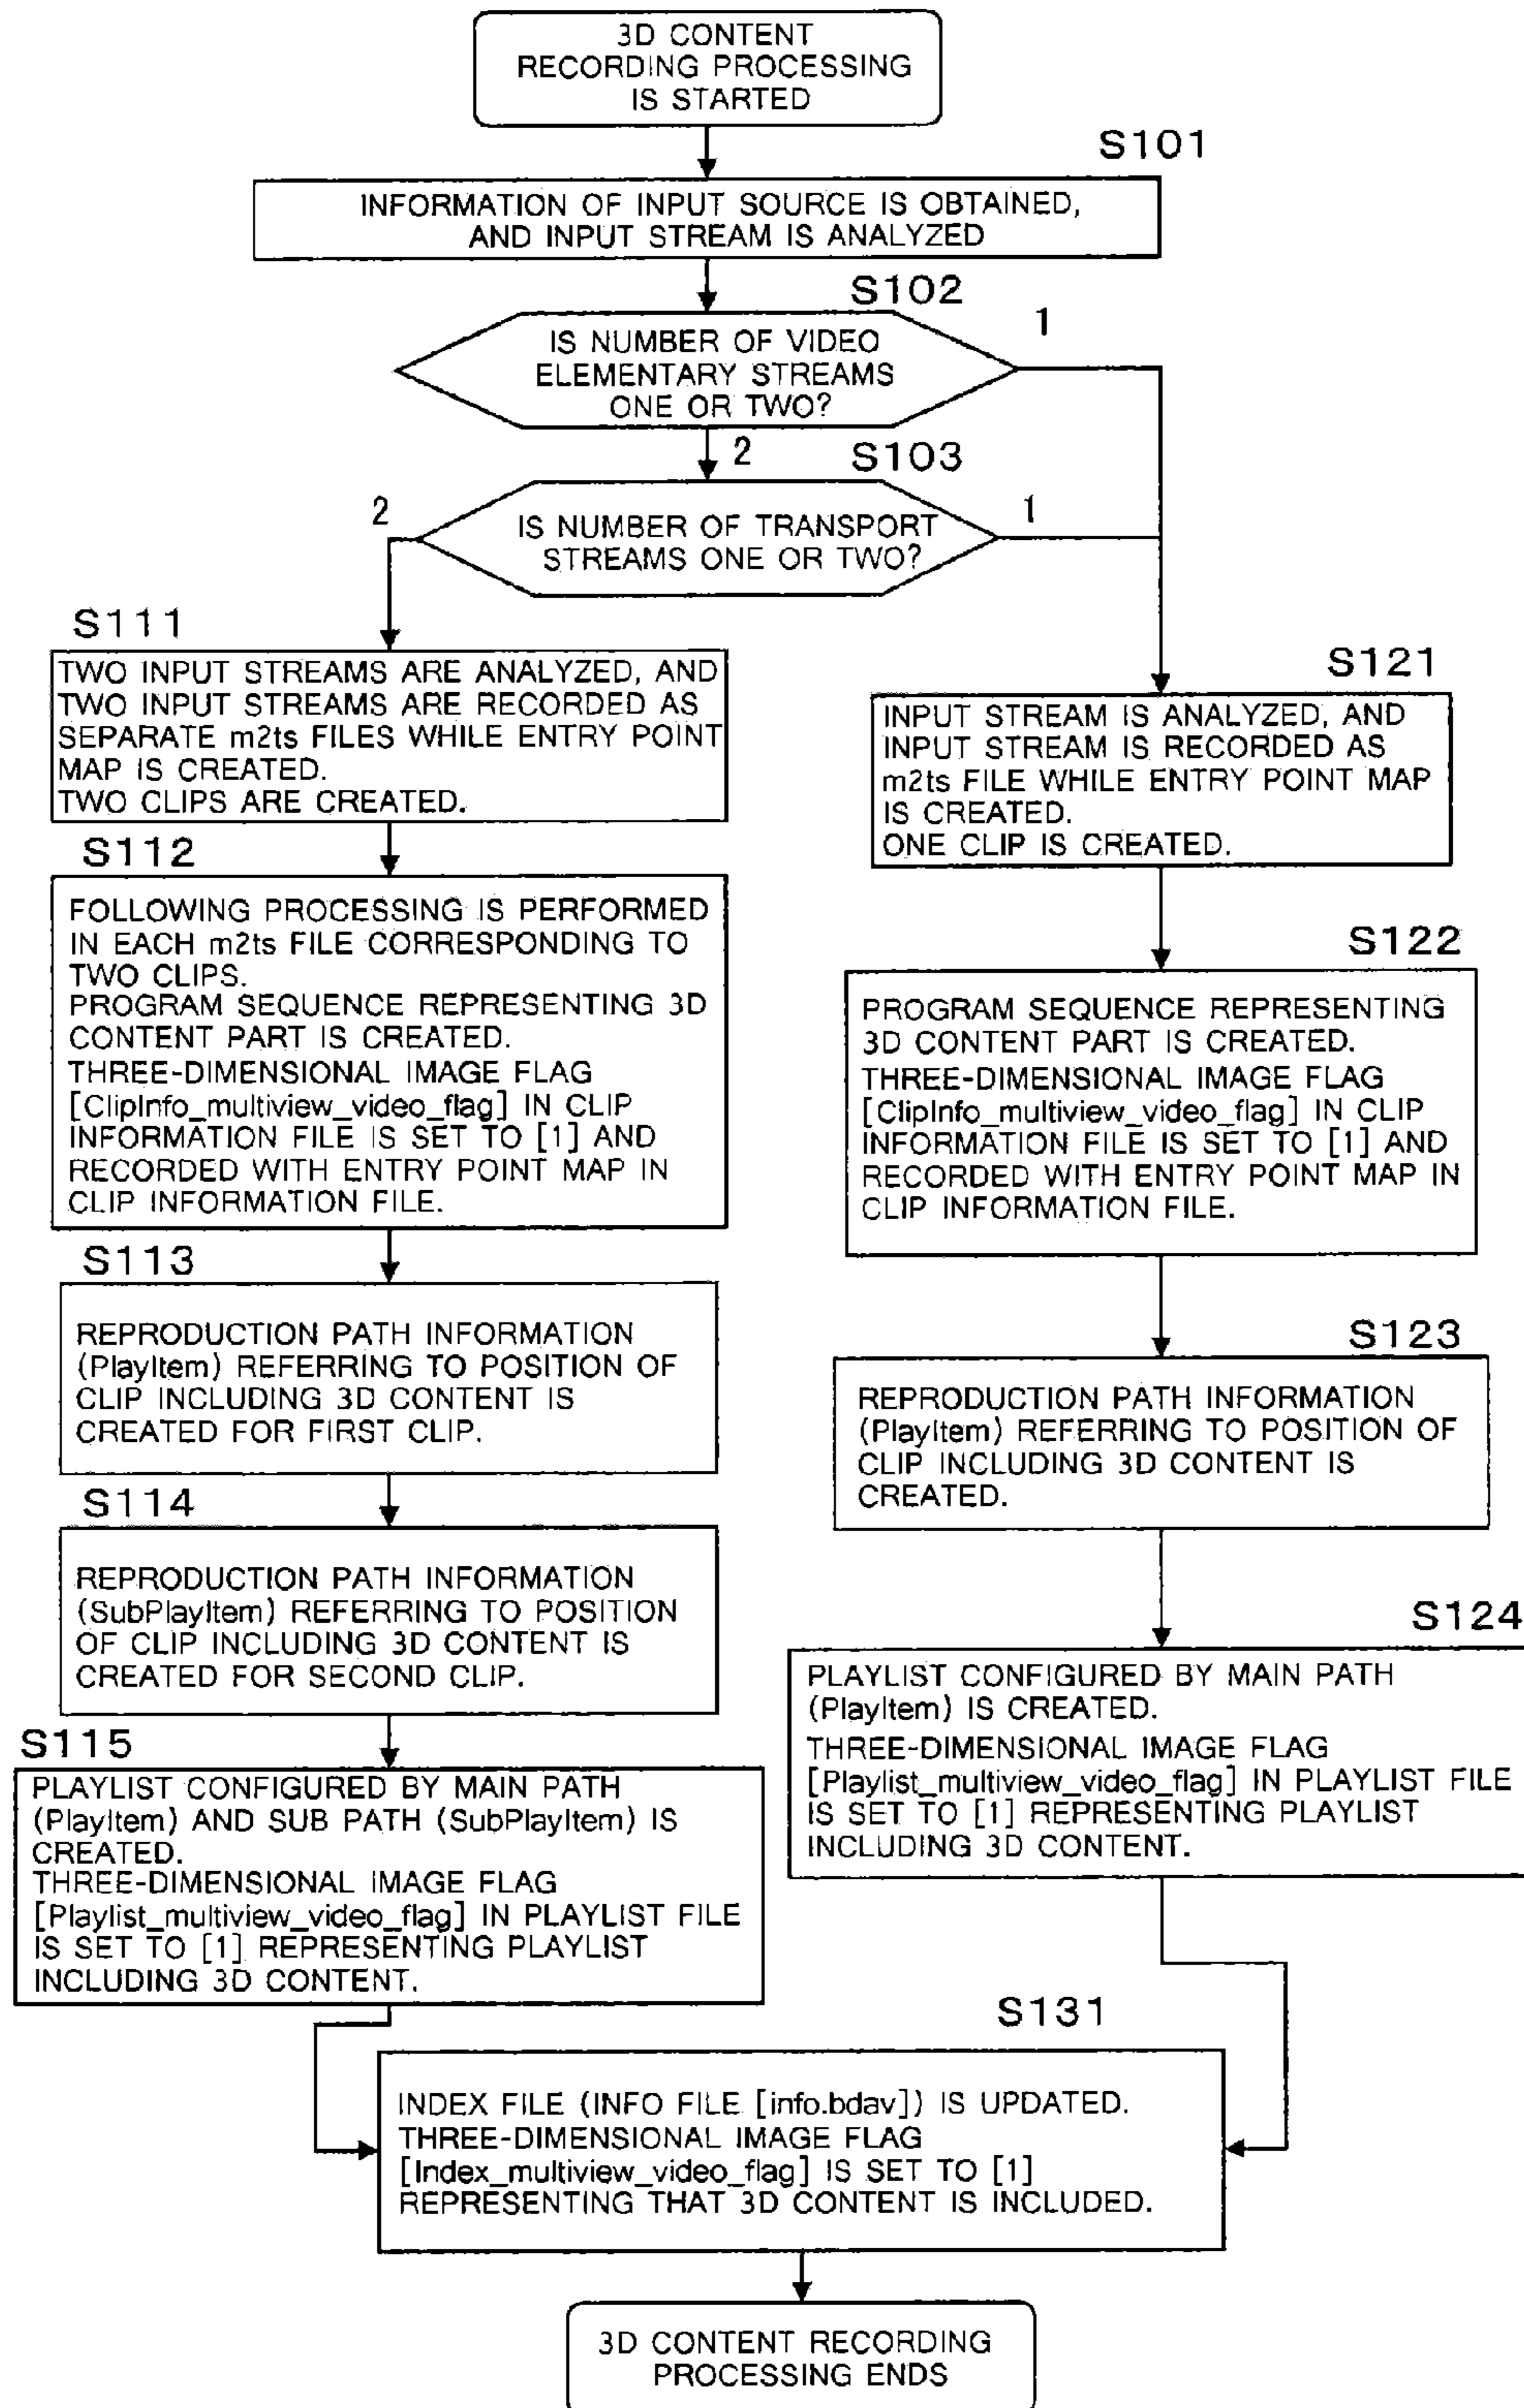 3D CONTENT
RECORDING PROCESSING
IS STARTED
S101
INFORMATION OF INPUT SOURCE IS OBTAINED,
AND INPUT STREAM IS ANALYZED
S102
IS NUMBER OF VIDEO
ELEMENTARY STREAMS
ONE OR TWO?
1
2
S103
IS NUMBER OF TRANSPORT
STREAMS ONE OR TWO?
2
1
S111
TWO INPUT STREAMS ARE ANALYZED, AND
TWO INPUT STREAMS ARE RECORDED AS
SEPARATE m2ts FILES WHILE ENTRY POINT
MAP IS CREATED.
TWO CLIPS ARE CREATED.
S112
FOLLOWING PROCESSING IS PERFORMED
IN EACH m2ts FILE CORRESPONDING TO
TWO CLIPS.
PROGRAM SEQUENCE REPRESENTING 3D
CONTENT PART IS CREATED.
THREE-DIMENSIONAL IMAGE FLAG
[ClipInfo_multiview_video_flag] IN CLIP
INFORMATION FILE IS SET TO [1] AND
RECORDED WITH ENTRY POINT MAP IN
CLIP INFORMATION FILE.
S113
REPRODUCTION PATH INFORMATION
(PlayItem) REFERRING TO POSITION OF
CLIP INCLUDING 3D CONTENT IS
CREATED FOR FIRST CLIP.
S114
REPRODUCTION PATH INFORMATION
(SubPlayItem) REFERRING TO POSITION
OF CLIP INCLUDING 3D CONTENT IS
CREATED FOR SECOND CLIP.
S115
PLAYLIST CONFIGURED BY MAIN PATH
(PlayItem) AND SUB PATH (SubPlayItem) IS
CREATED.
THREE-DIMENSIONAL IMAGE FLAG
[Playlist_multiview_video_flag] IN PLAYLIST FILE
IS SET TO [1] REPRESENTING PLAYLIST
INCLUDING 3D CONTENT.
S121
INPUT STREAM IS ANALYZED, AND
INPUT STREAM IS RECORDED AS
m2ts FILE WHILE ENTRY POINT MAP
IS CREATED.
ONE CLIP IS CREATED.
S122
PROGRAM SEQUENCE REPRESENTING
3D CONTENT PART IS CREATED.
THREE-DIMENSIONAL IMAGE FLAG
[ClipInfo_multiview_video_flag] IN CLIP
INFORMATION FILE IS SET TO [1] AND
RECORDED WITH ENTRY POINT MAP IN
CLIP INFORMATION FILE.
S123
REPRODUCTION PATH INFORMATION
(PlayItem) REFERRING TO POSITION OF
CLIP INCLUDING 3D CONTENT IS
CREATED.
S124
PLAYLIST CONFIGURED BY MAIN PATH
(PlayItem) IS CREATED.
THREE-DIMENSIONAL IMAGE FLAG
[Playlist_multiview_video_flag] IN PLAYLIST FILE
IS SET TO [1] REPRESENTING PLAYLIST
INCLUDING 3D CONTENT.
S131
INDEX FILE (INFO FILE [info.bdav]) IS UPDATED.
THREE-DIMENSIONAL IMAGE FLAG
[Index_multiview_video_flag] IS SET TO [1]
REPRESENTING THAT 3D CONTENT IS INCLUDED.
3D CONTENT RECORDING
PROCESSING ENDS